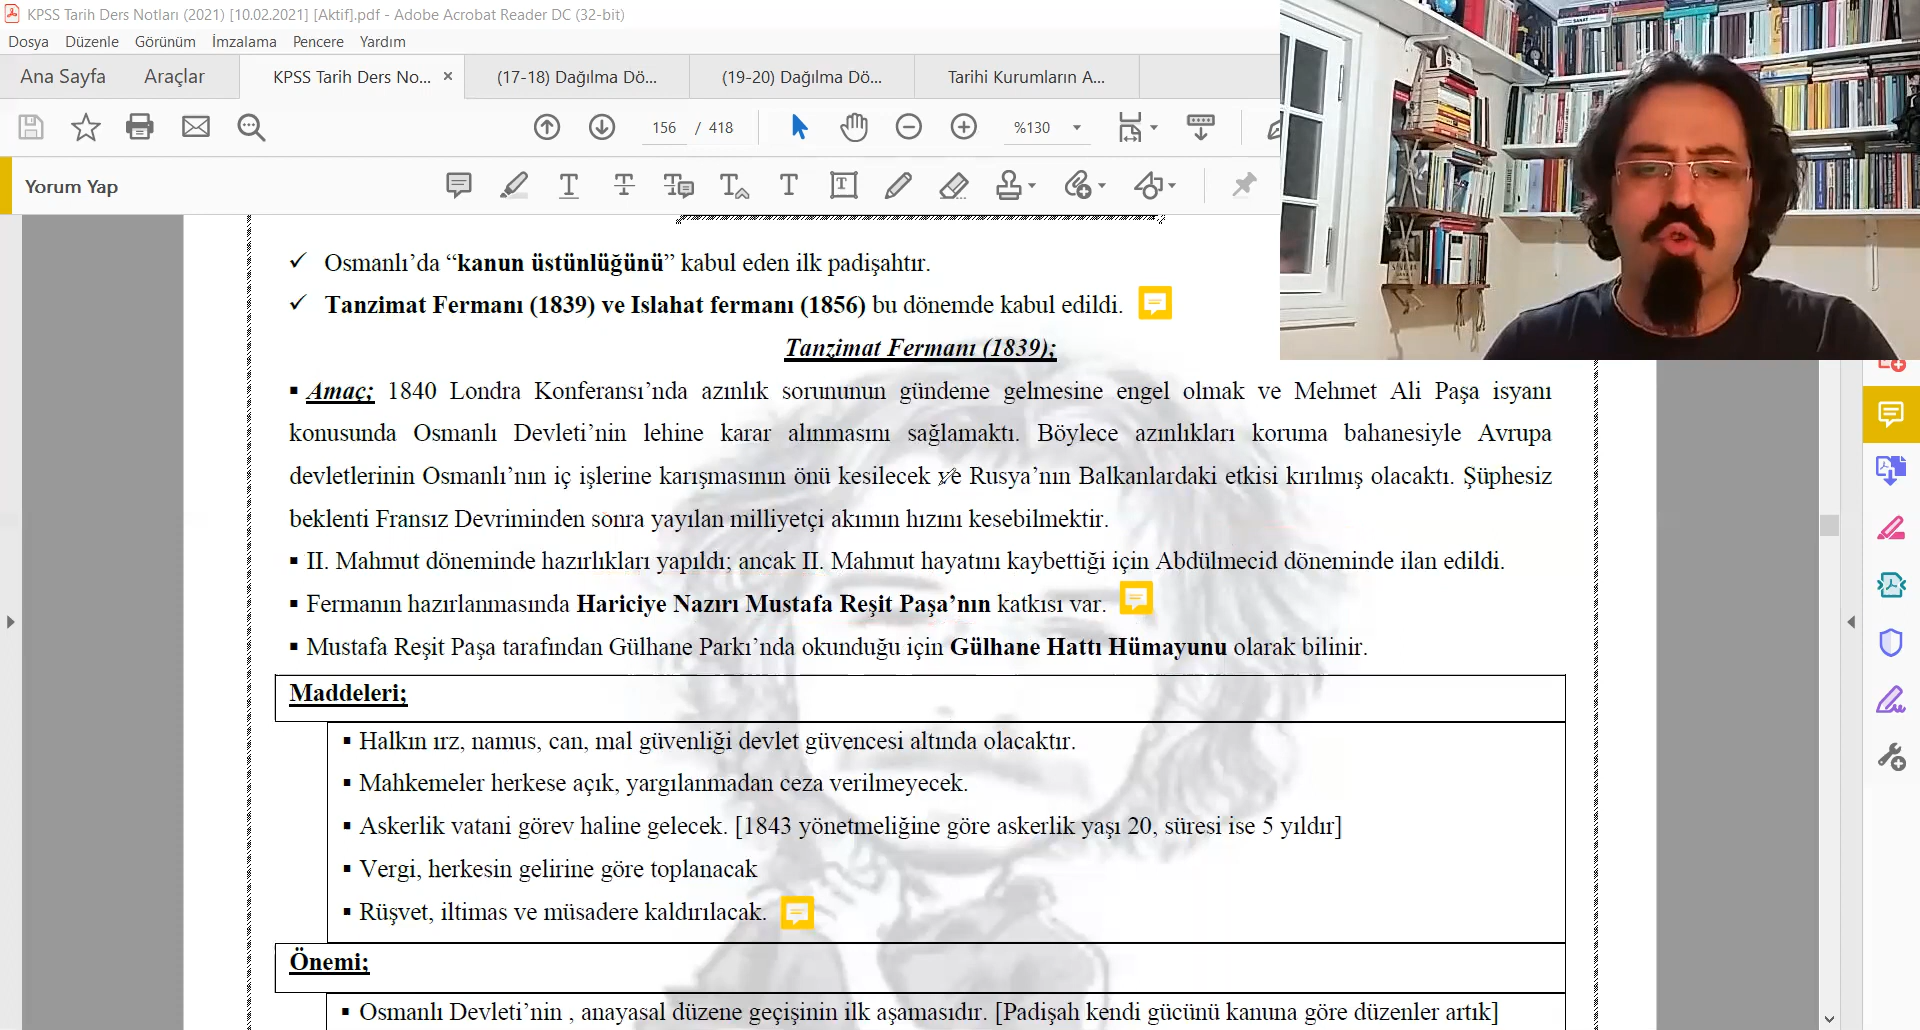 KPSS Tarih Ders Notları (2021) [10.02.2021] [Aktif].pdf - Adobe Acrobat Reader DC (32-bit)
Dosya Düzenle Görünüm İmzalama Pencere Yardım
Ana Sayfa Araçlar KPSS Tarih Ders No... × (17-18) Dağılma Dö... (19-20) Dağılma Dö... Tarihi Kurumların A...
156 / 418 %130
Yorum Yap
✓ Osmanlı’da “kanun üstünlüğünü” kabul eden ilk padişahtır.
✓ Tanzimat Fermanı (1839) ve Islahat fermanı (1856) bu dönemde kabul edildi.
Tanzimat Fermanı (1839);
▪ Amaç; 1840 Londra Konferansı’nda azınlık sorununun gündeme gelmesine engel olmak ve Mehmet Ali Paşa isyanı
konusunda Osmanlı Devleti’nin lehine karar alınmasını sağlamaktı. Böylece azınlıkları koruma bahanesiyle Avrupa
devletlerinin Osmanlı’nın iç işlerine karışmasının önü kesilecek ve Rusya’nın Balkanlardaki etkisi kırılmış olacaktı. Şüphesiz
beklenti Fransız Devriminden sonra yayılan milliyetçi akımın hızını kesebilmektir.
▪ II. Mahmut döneminde hazırlıkları yapıldı; ancak II. Mahmut hayatını kaybettiği için Abdülmecid döneminde ilan edildi.
▪ Fermanın hazırlanmasında Hariciye Nazırı Mustafa Reşit Paşa’nın katkısı var.
▪ Mustafa Reşit Paşa tarafından Gülhane Parkı’nda okunduğu için Gülhane Hattı Hümayunu olarak bilinir.
Maddeleri;
▪ Halkın ırz, namus, can, mal güvenliği devlet güvencesi altında olacaktır.
▪ Mahkemeler herkese açık, yargılanmadan ceza verilmeyecek.
▪ Askerlik vatani görev haline gelecek. [1843 yönetmeliğine göre askerlik yaşı 20, süresi ise 5 yıldır]
▪ Vergi, herkesin gelirine göre toplanacak
▪ Rüşvet, iltimas ve müsadere kaldırılacak.
Önemi;
▪ Osmanlı Devleti’nin , anayasal düzene geçişinin ilk aşamasıdır. [Padişah kendi gücünü kanuna göre düzenler artık]